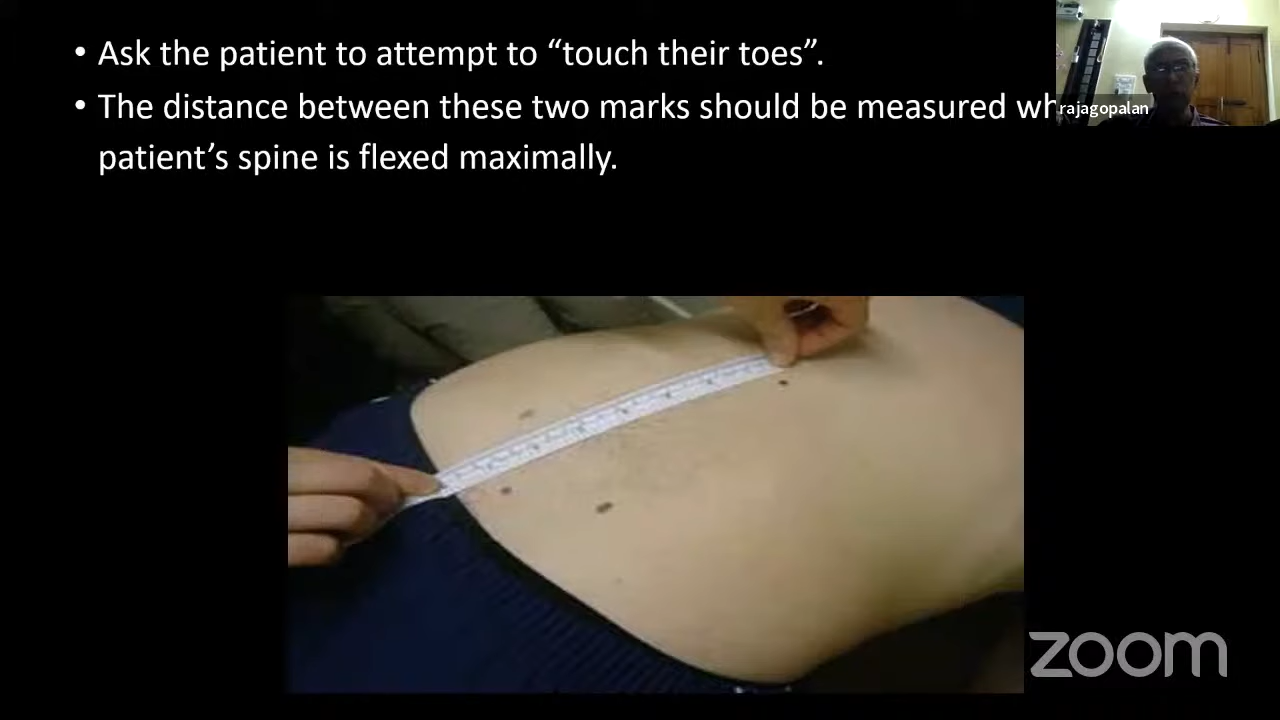 • Ask the patient to attempt to “touch their toes”.
• The distance between these two marks should be measured
patient’s spine is flexed maximally.
rajagopalan
zoom